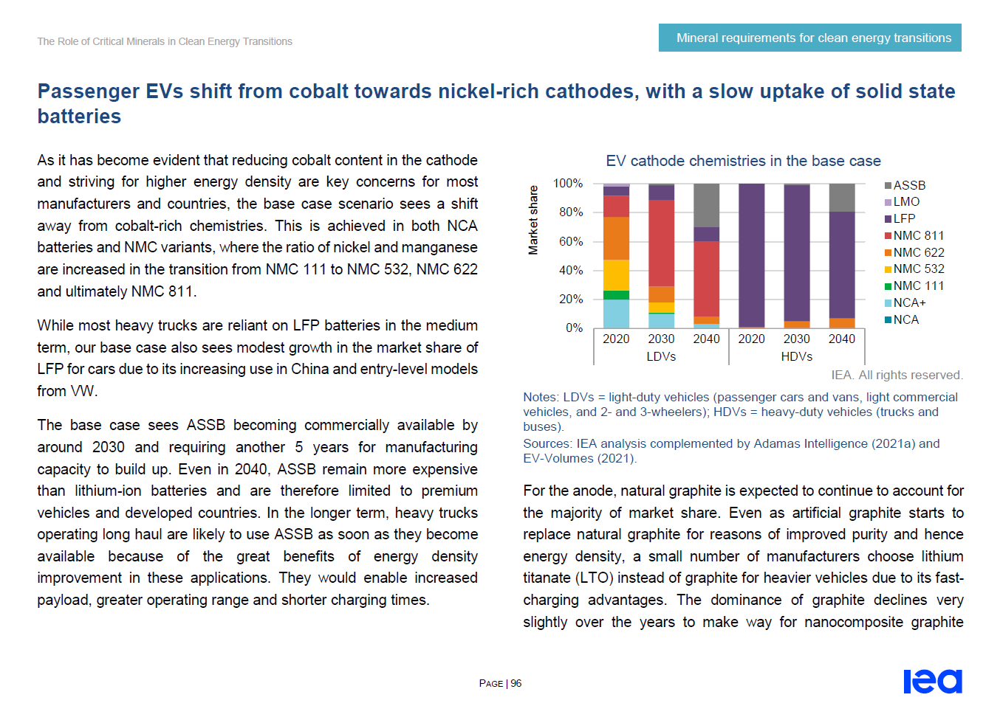 The Role of Critical Minerals in Clean Energy Transitions
Mineral requirements for clean energy transitions
Passenger EVs shift from cobalt towards nickel-rich cathodes, with a slow uptake of solid state
batteries
As it has become evident that reducing cobalt content in the cathode
and striving for higher energy density are key concerns for most
manufacturers and countries, the base case scenario sees a shift
away from cobalt-rich chemistries. This is achieved in both NCA
batteries and NMC variants, where the ratio of nickel and manganese
are increased in the transition from NMC 111 to NMC 532, NMC 622
and ultimately NMC 811.
While most heavy trucks are reliant on LFP batteries in the medium
term, our base case also sees modest growth in the market share of
LFP for cars due to its increasing use in China and entry-level models
from VW.
The base case sees ASSB becoming commercially available by
around 2030 and requiring another 5 years for manufacturing
capacity to build up. Even in 2040, ASSB remain more expensive
than lithium-ion batteries and are therefore limited to premium
vehicles and developed countries. In the longer term, heavy trucks
operating long haul are likely to use ASSB as soon as they become
available because of the great benefits of energy density
improvement in these applications. They would enable increased
payload, greater operating range and shorter charging times.
EV cathode chemistries in the base case
Market share
100%
80%
60%
40%
20%
0%
2020 2030 2040 2020 2030 2040
LDVs HDVs
ASSB
LMO
LFP
NMC 811
NMC 622
NMC 532
NMC 111
NCA+
NCA
IEA. All rights reserved.
Notes: LDVs = light-duty vehicles (passenger cars and vans, light commercial
vehicles, and 2- and 3-wheelers); HDVs = heavy-duty vehicles (trucks and
buses).
Sources: IEA analysis complemented by Adamas Intelligence (2021a) and
EV-Volumes (2021).
For the anode, natural graphite is expected to continue to account for
the majority of market share. Even as artificial graphite starts to
replace natural graphite for reasons of improved purity and hence
energy density, a small number of manufacturers choose lithium
titanate (LTO) instead of graphite for heavier vehicles due to its fast-
charging advantages. The dominance of graphite declines very
slightly over the years to make way for nanocomposite graphite
PAGE | 96
iea